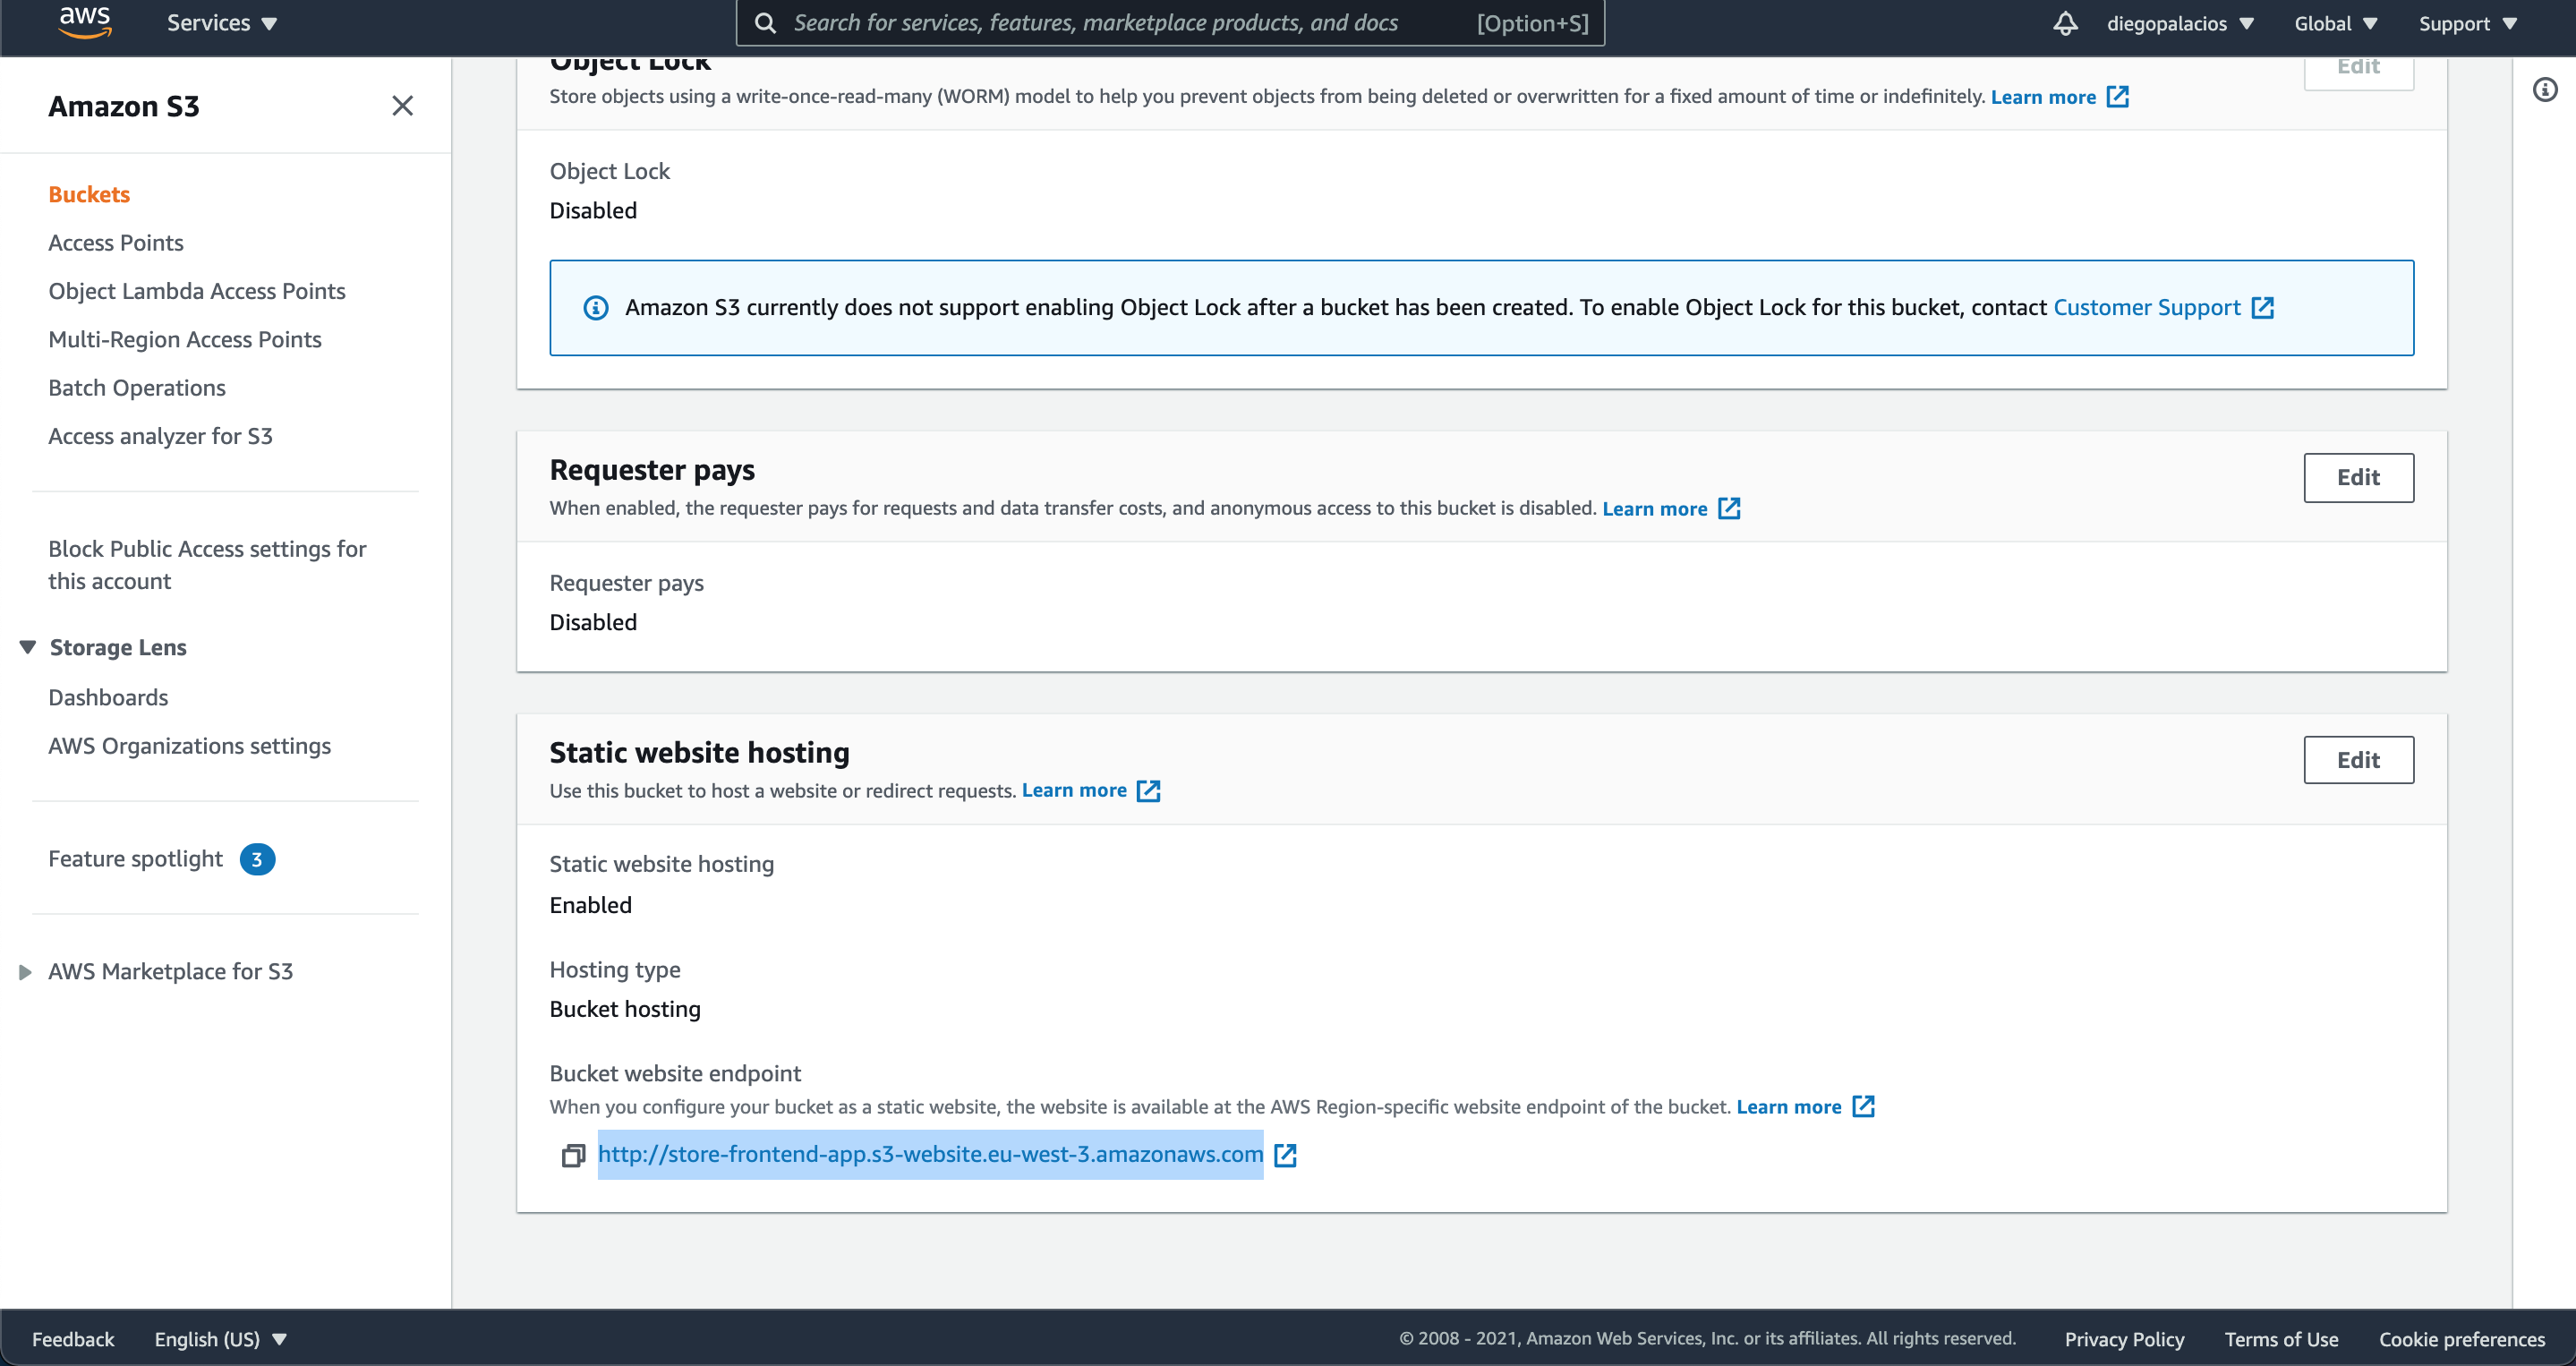 aws
Services
Search for services, features, marketplace products, and docs
[Option+S]
diegopalacios
Global
Support
Amazon S3
Buckets
Access Points
Object Lambda Access Points
Multi-Region Access Points
Batch Operations
Access analyzer for S3
Block Public Access settings for
this account
Storage Lens
Dashboards
AWS Organizations settings
Feature spotlight 3
AWS Marketplace for S3
Object Lock
Edit
Store objects using a write-once-read-many (WORM) model to help you prevent objects from being deleted or overwritten for a fixed amount of time or indefinitely. Learn more
Object Lock
Disabled
Amazon S3 currently does not support enabling Object Lock after a bucket has been created. To enable Object Lock for this bucket, contact Customer Support
Requester pays
Edit
When enabled, the requester pays for requests and data transfer costs, and anonymous access to this bucket is disabled. Learn more
Requester pays
Disabled
Static website hosting
Edit
Use this bucket to host a website or redirect requests. Learn more
Static website hosting
Enabled
Hosting type
Bucket hosting
Bucket website endpoint
When you configure your bucket as a static website, the website is available at the AWS Region-specific website endpoint of the bucket. Learn more
http://store-frontend-app.s3-website.eu-west-3.amazonaws.com
Feedback
English (US)
© 2008 - 2021, Amazon Web Services, Inc. or its affiliates. All rights reserved.
Privacy Policy
Terms of Use
Cookie preferences